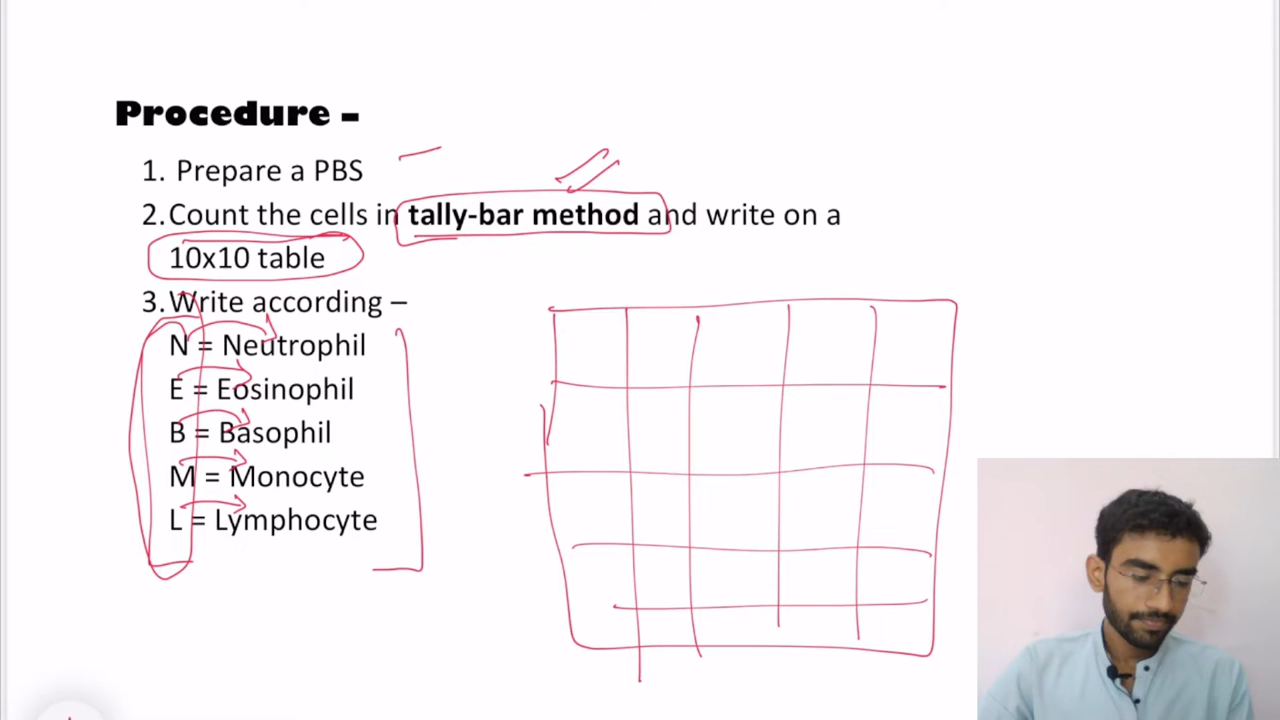 Procedure –
1. Prepare a PBS
2. Count the cells in tally-bar method and write on a
10x10 table
3. Write according –
N = Neutrophil
E = Eosinophil
B = Basophil
M = Monocyte
L = Lymphocyte